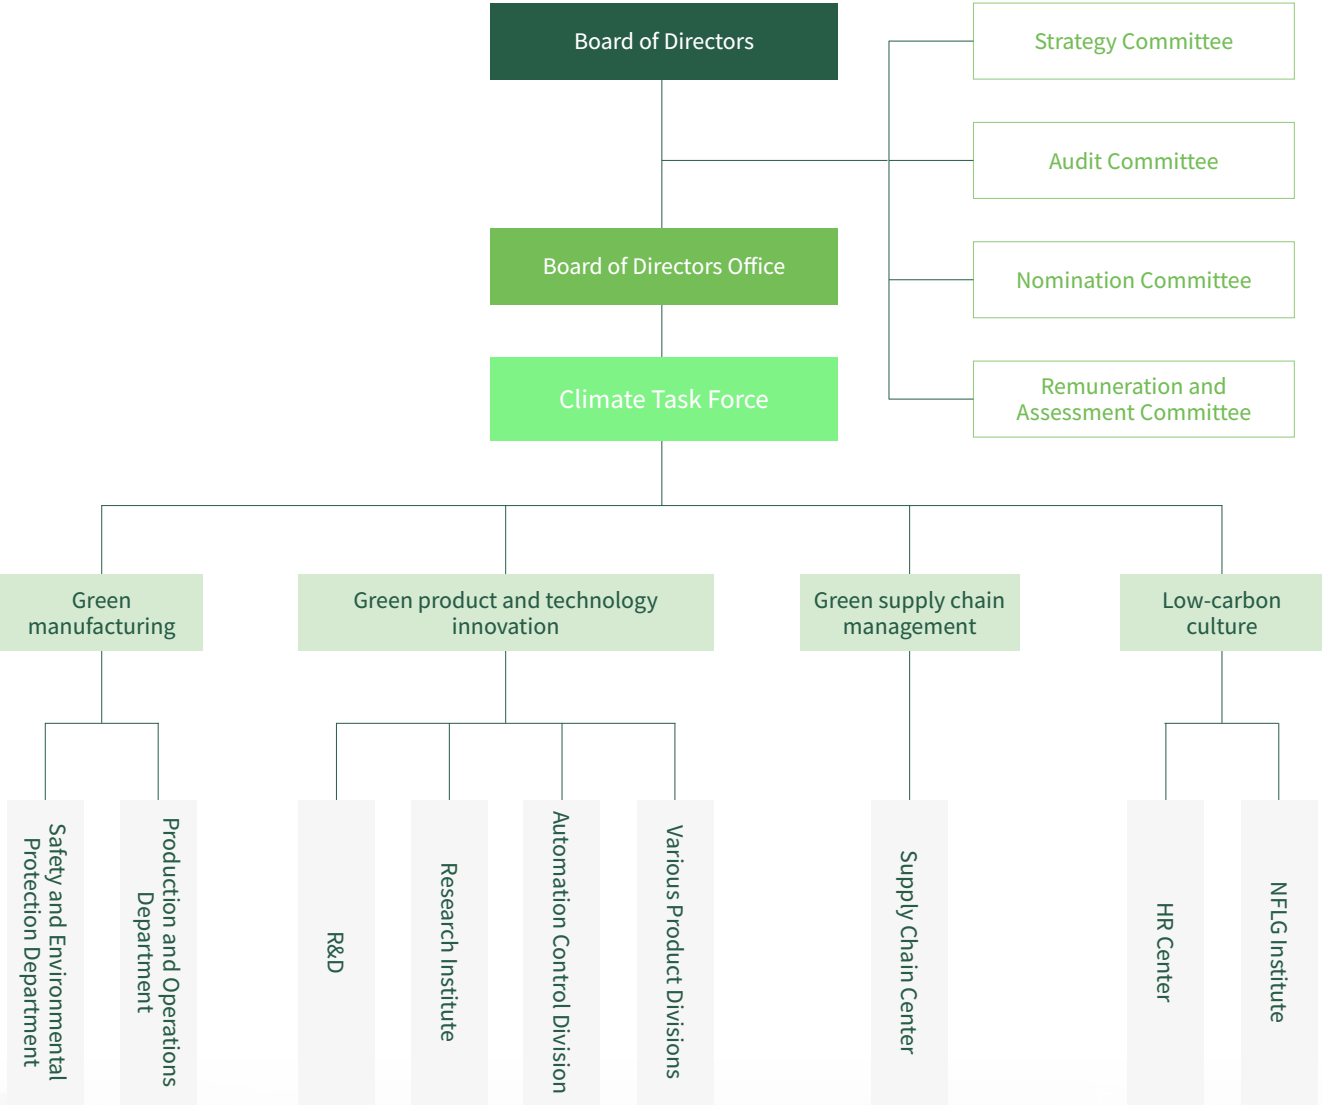 Board of Directors
Strategy Committee
Audit Committee
Board of Directors Office
Nomination Committee
Climate Task Force
Remuneration and
Assessment Committee
Green
manufacturing
Green product and technology
innovation
Green supply chain
management
Low-carbon
culture
Safety and Environmental
Protection Department
Production and Operations
Department
R&D
Research Institute
Automation Control Division
Various Product Divisions
Supply Chain Center
HR Center
NFLG Institute